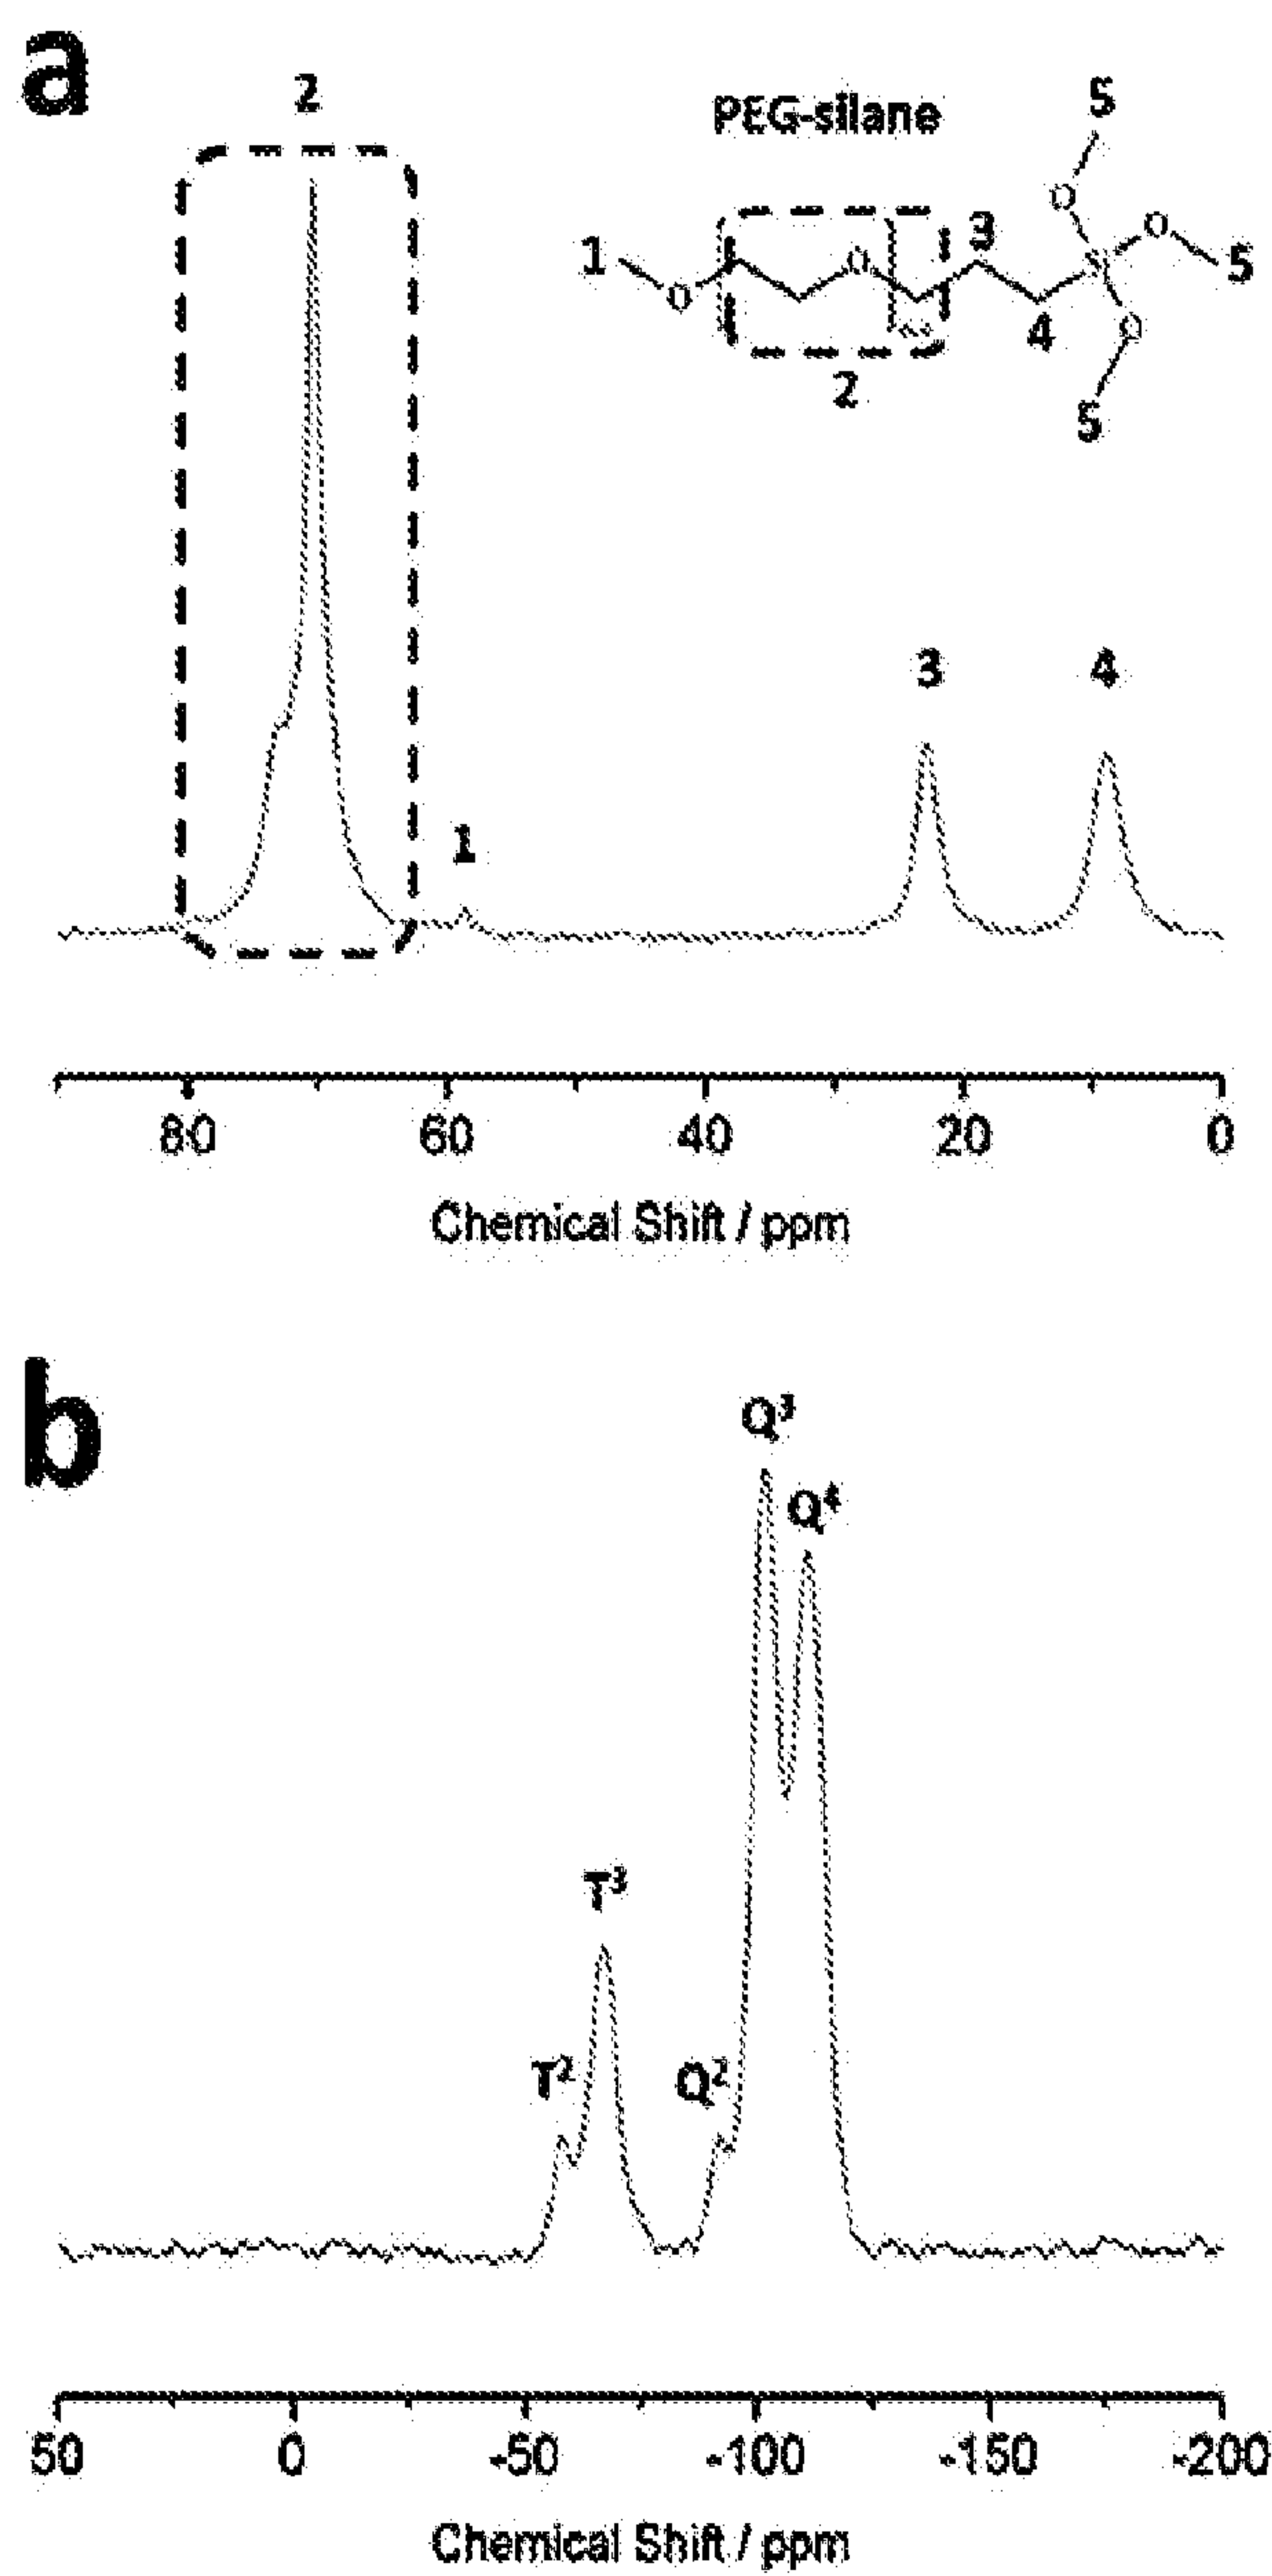 a
2
PEG-silane
5
O
O
1
3
O
Si
5
O
4
O
2
5
3
4
1
80 60 40 20 0
Chemical Shift / ppm
b
Q³
Q⁴
T³
T²
Q²
50 0 -50 -100 -150 -200
Chemical Shift / ppm